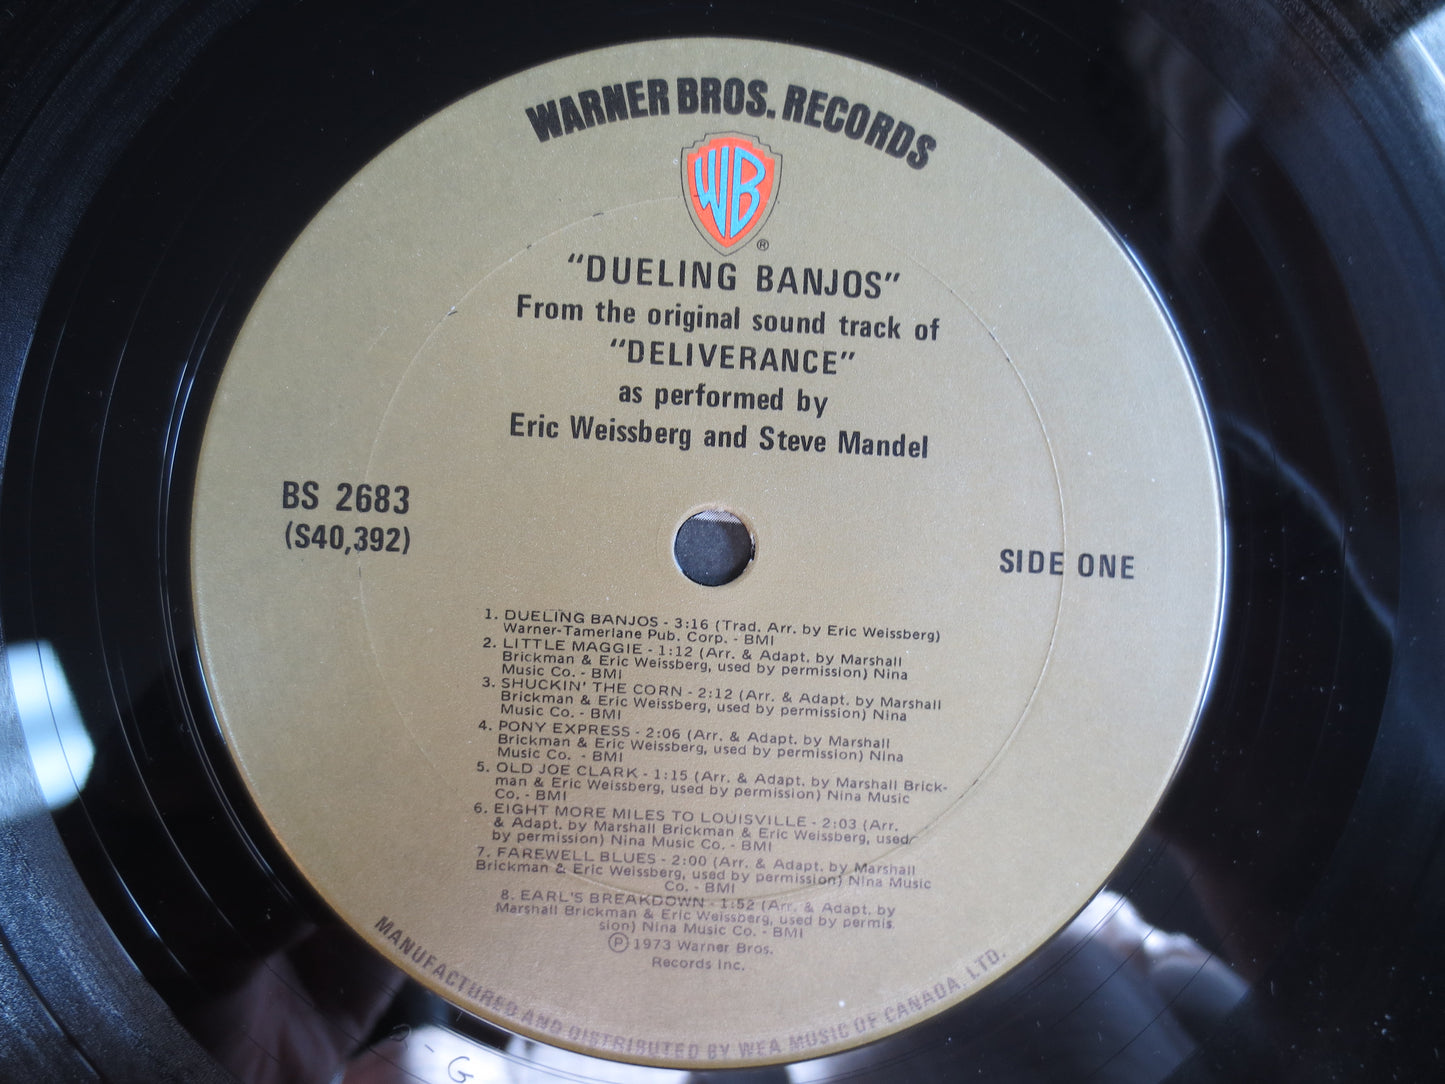 WARNER BROS. RECORDS
WB
®
"DUELING BANJOS"
From the original sound track of
"DELIVERANCE"
as performed by
Eric Weissberg and Steve Mandel
BS 2683
(S40,392)
SIDE ONE
1. DUELING BANJOS - 3:16 (Trad. Arr. by Eric Weissberg)
Warner-Tamerlane Pub. Corp. - BMI
2. LITTLE MAGGIE - 1:12 (Arr. & Adapt. by Marshall
Brickman & Eric Weissberg, used by permission) Nina
Music Co. - BMI
3. SHUCKIN' THE CORN - 2:12 (Arr. & Adapt. by Marshall
Brickman & Eric Weissberg, used by permission) Nina
Music Co. - BMI
4. PONY EXPRESS - 2:06 (Arr. & Adapt. by Marshall
Brickman & Eric Weissberg, used by permission) Nina
Music Co. - BMI
5. OLD JOE CLARK - 1:15 (Arr. & Adapt. by Marshall Brick-
man & Eric Weissberg, used by permission) Nina Music
Co. - BMI
6. EIGHT MORE MILES TO LOUISVILLE - 2:03 (Arr.
& Adapt. by Marshall Brickman & Eric Weissberg, used
by permission) Nina Music Co. - BMI
7. FAREWELL BLUES - 2:00 (Arr. & Adapt. by Marshall
Brickman & Eric Weissberg, used by permission) Nina Music
Co. - BMI
8. EARL'S BREAKDOWN - 1:52 (Arr. & Adapt. by
Marshall Brickman & Eric Weissberg, used by permis.
sion) Nina Music Co. - BMI
Ⓟ 1973 Warner Bros.
Records Inc.
MANUFACTURED AND DISTRIBUTED BY WEA MUSIC OF CANADA, LTD.